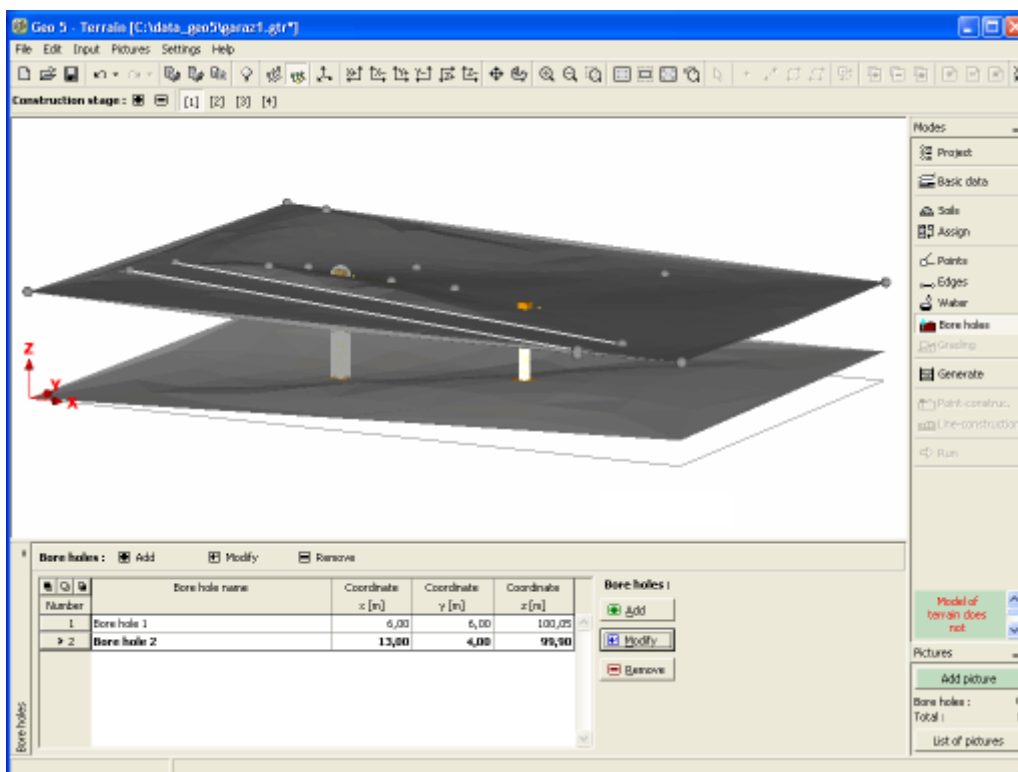 Geo 5 - Terrain [C:\data_geo5\garaz1.gtr*]
File Edit Input Pictures Settings Help
Construction stage : [1] [2] [3] [4]
Modes
Project
Basic data
Soils
Assign
Points
Edges
Water
Bore holes
Grading
Generate
Point-construc.
Line-construction
Run
Z
Y
X
Bore holes : Add Modify Remove
Number Bore hole name Coordinate x [m] Coordinate y [m] Coordinate z [m]
1 Bore hole 1 6,00 6,00 100,05
2 Bore hole 2 13,00 4,00 99,90
Bore holes :
Add
Modify
Remove
Bore holes
Model of
terrain does
not
Pictures
Add picture
Bore holes :
Total :
List of pictures